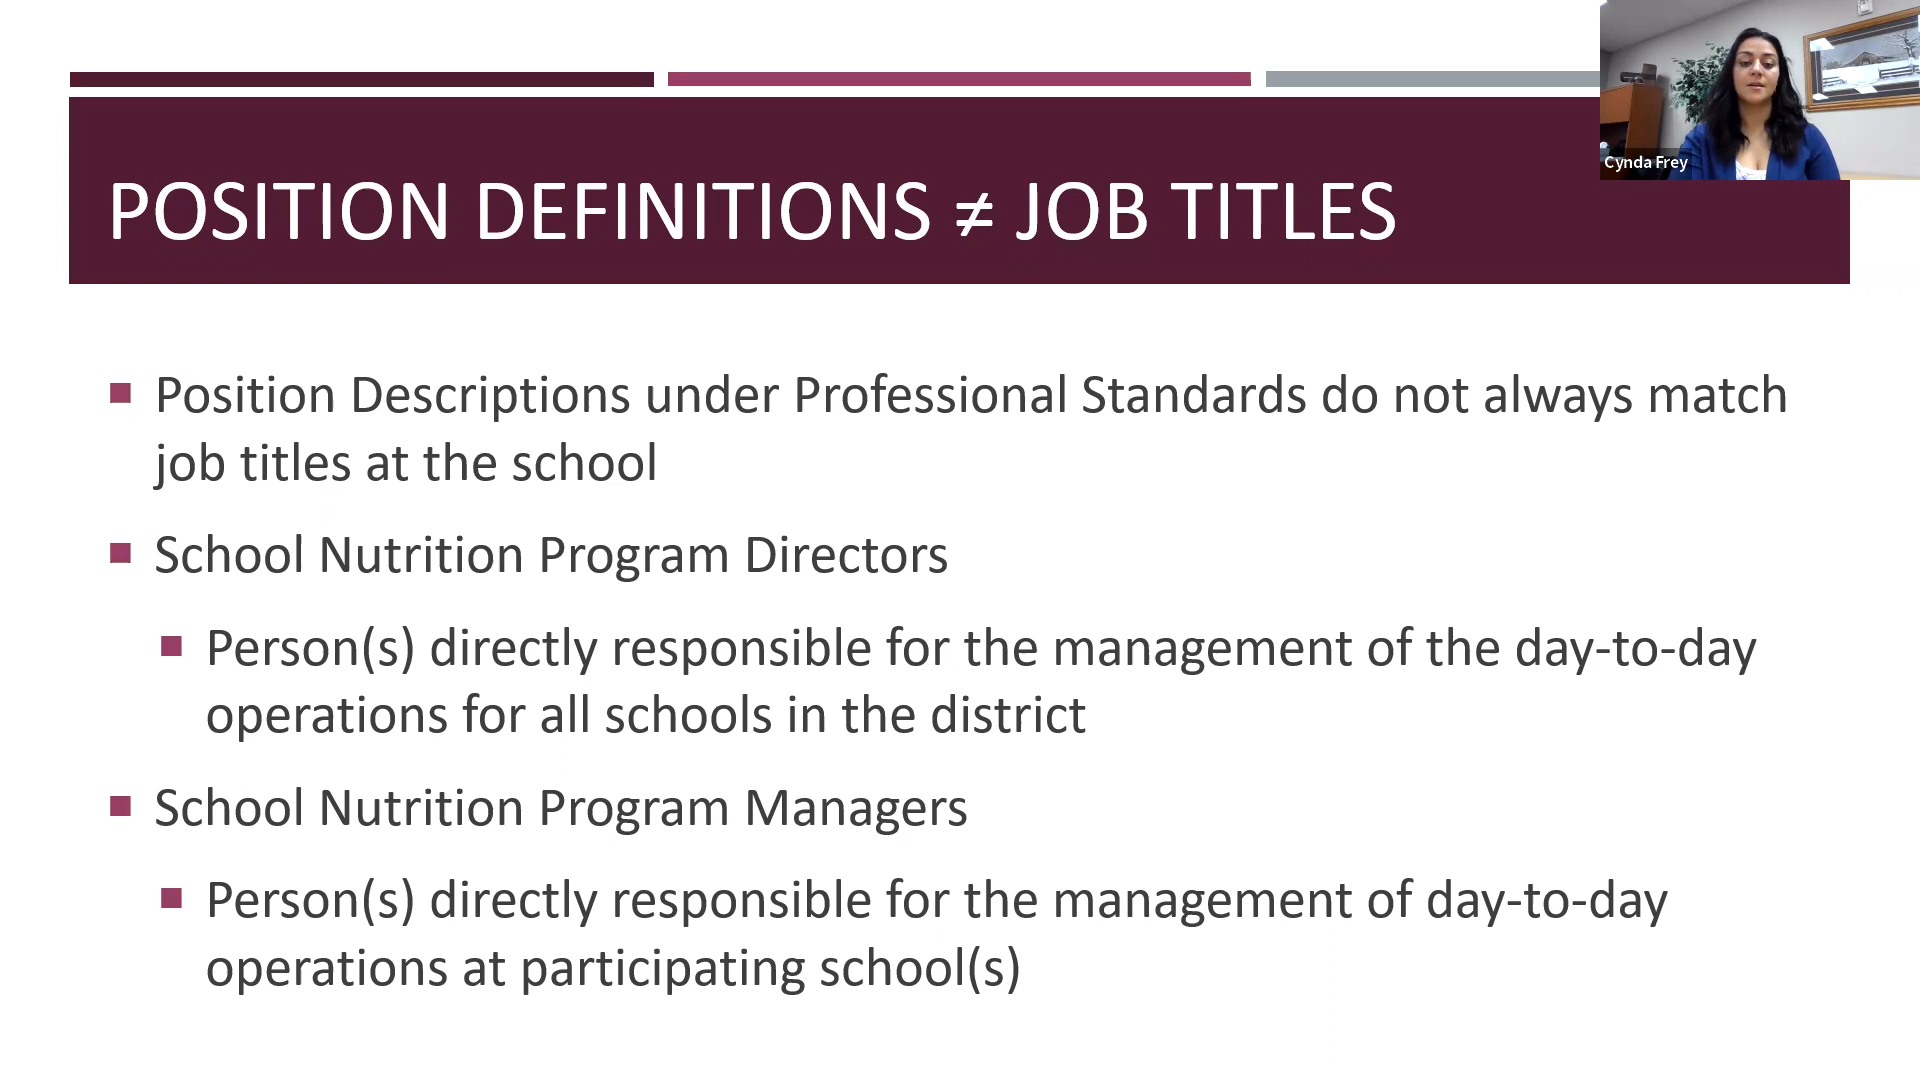 Cynda Frey
POSITION DEFINITIONS ≠ JOB TITLES
Position Descriptions under Professional Standards do not always match
job titles at the school
School Nutrition Program Directors
Person(s) directly responsible for the management of the day-to-day
operations for all schools in the district
School Nutrition Program Managers
Person(s) directly responsible for the management of day-to-day
operations at participating school(s)